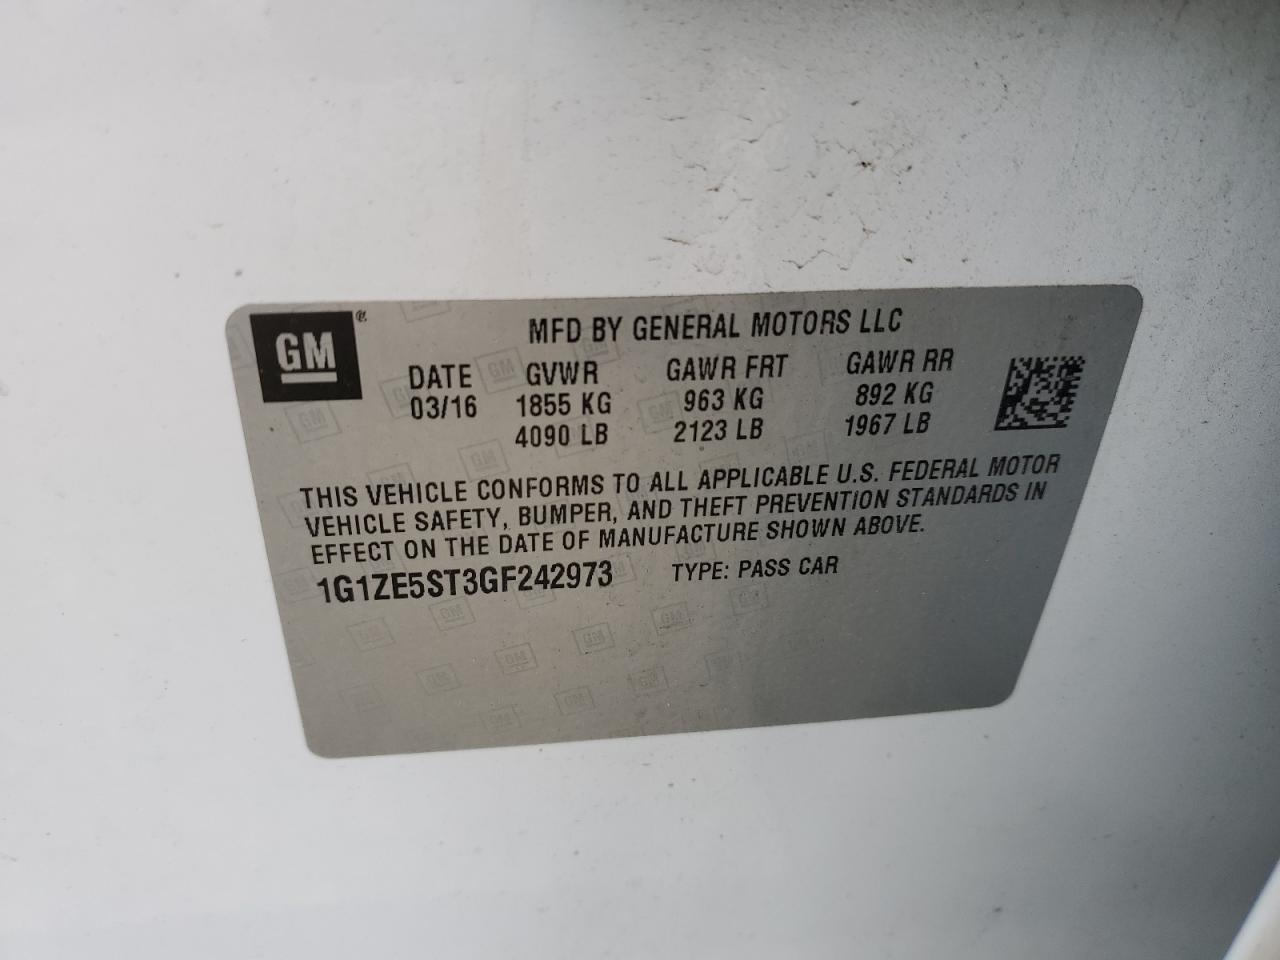 GM
MFD BY GENERAL MOTORS LLC
DATE GVWR GAWR FRT GAWR RR
03/16 1855 KG 963 KG 892 KG
4090 LB 2123 LB 1967 LB
THIS VEHICLE CONFORMS TO ALL APPLICABLE U.S. FEDERAL MOTOR
VEHICLE SAFETY, BUMPER, AND THEFT PREVENTION STANDARDS IN
EFFECT ON THE DATE OF MANUFACTURE SHOWN ABOVE.
1G1ZE5ST3GF242973 TYPE: PASS CAR